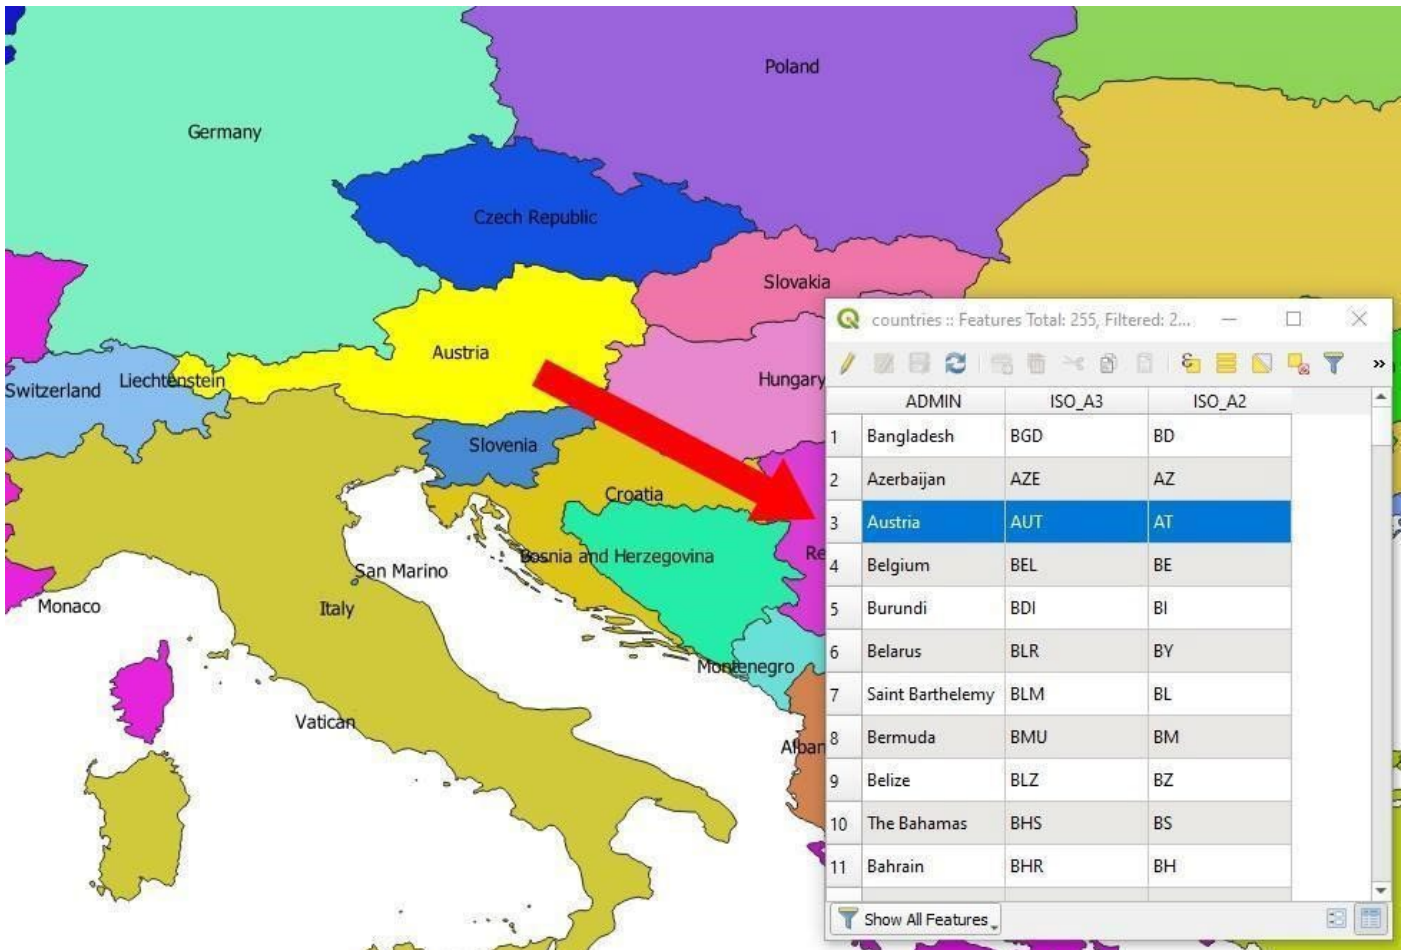 Poland
Germany
Czech Republic
Slovakia
Austria
Liechtenstein
Switzerland
Hungary
Slovenia
Croatia
Bosnia and Herzegovina
Re
San Marino
Monaco
Italy
Montenegro
Vatican
Alban
countries :: Features Total: 255, Filtered: 2...
»
ADMIN ISO_A3 ISO_A2
1 Bangladesh BGD BD
2 Azerbaijan AZE AZ
3 Austria AUT AT
4 Belgium BEL BE
5 Burundi BDI BI
6 Belarus BLR BY
7 Saint Barthelemy BLM BL
8 Bermuda BMU BM
9 Belize BLZ BZ
10 The Bahamas BHS BS
11 Bahrain BHR BH
Show All Features